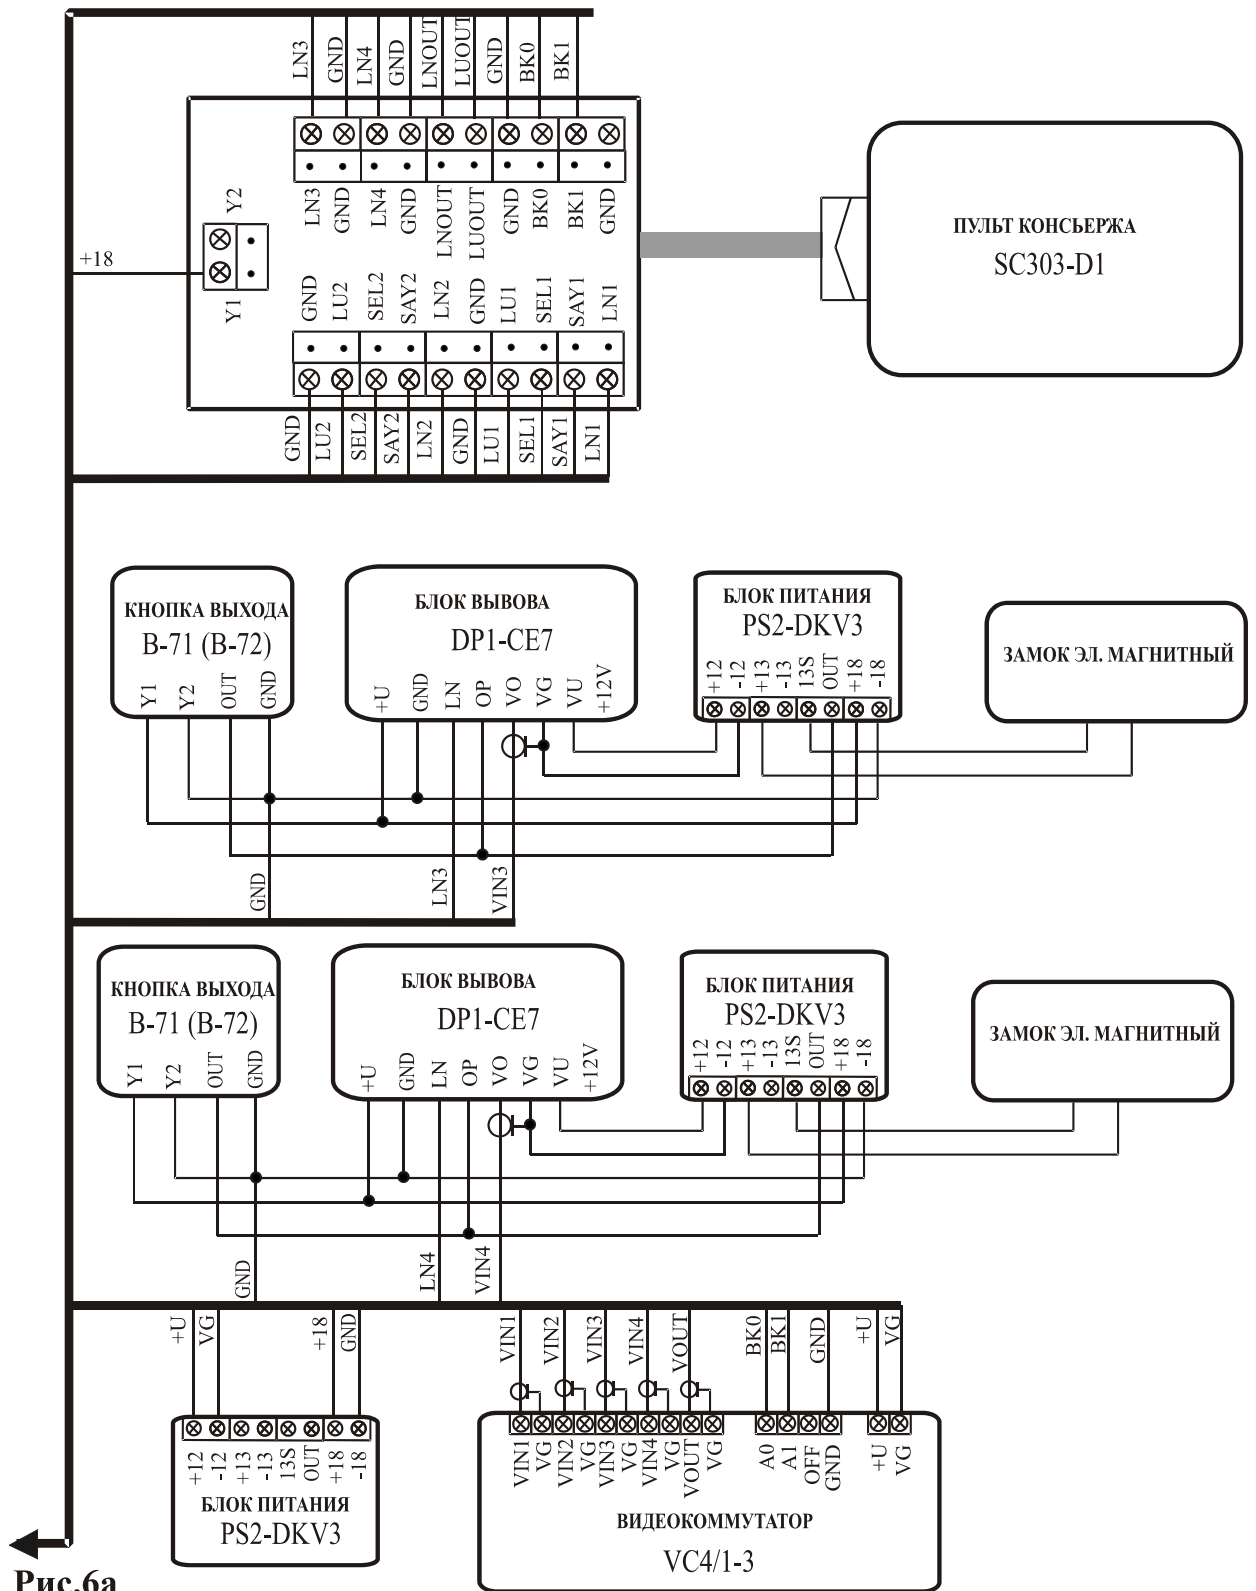 LN3 GND LN4 GND LNOUT LUOUT GND BK0 BK1
LN3 GND LN4 GND LNOUT LUOUT GND BK0 BK1 GND
Y2
+18
Y1
GND LU2 SEL2 SAY2 LN2 GND LU1 SEL1 SAY1 LN1
GND LU2 SEL2 SAY2 LN2 GND LU1 SEL1 SAY1 LN1
ПУЛЬТ КОНСЬЕРЖА
SC303-D1
КНОПКА ВЫХОДА
B-71 (B-72)
Y1 Y2 OUT GND
БЛОК ВЫВОВА
DP1-CE7
+U GND LN OP VO VG VU +12V
БЛОК ПИТАНИЯ
PS2-DKV3
+12 -12 +13 -13 13S OUT +18 -18
ЗАМОК ЭЛ. МАГНИТНЫЙ
GND LN3 VIN3
КНОПКА ВЫХОДА
B-71 (B-72)
Y1 Y2 OUT GND
БЛОК ВЫВОВА
DP1-CE7
+U GND LN OP VO VG VU +12V
БЛОК ПИТАНИЯ
PS2-DKV3
+12 -12 +13 -13 13S OUT +18 -18
ЗАМОК ЭЛ. МАГНИТНЫЙ
GND LN4 VIN4
+U VG +18 GND
VIN1 VIN2 VIN3 VIN4 VOUT BK0 BK1 GND +U VG
+12 -12 +13 -13 13S OUT +18 -18
БЛОК ПИТАНИЯ
PS2-DKV3
VIN1 VG VIN2 VG VIN3 VG VIN4 VG VOUT VG A0 A1 OFF GND +U VG
ВИДЕОКОММУТАТОР
VC4/1-3
Рис.6а